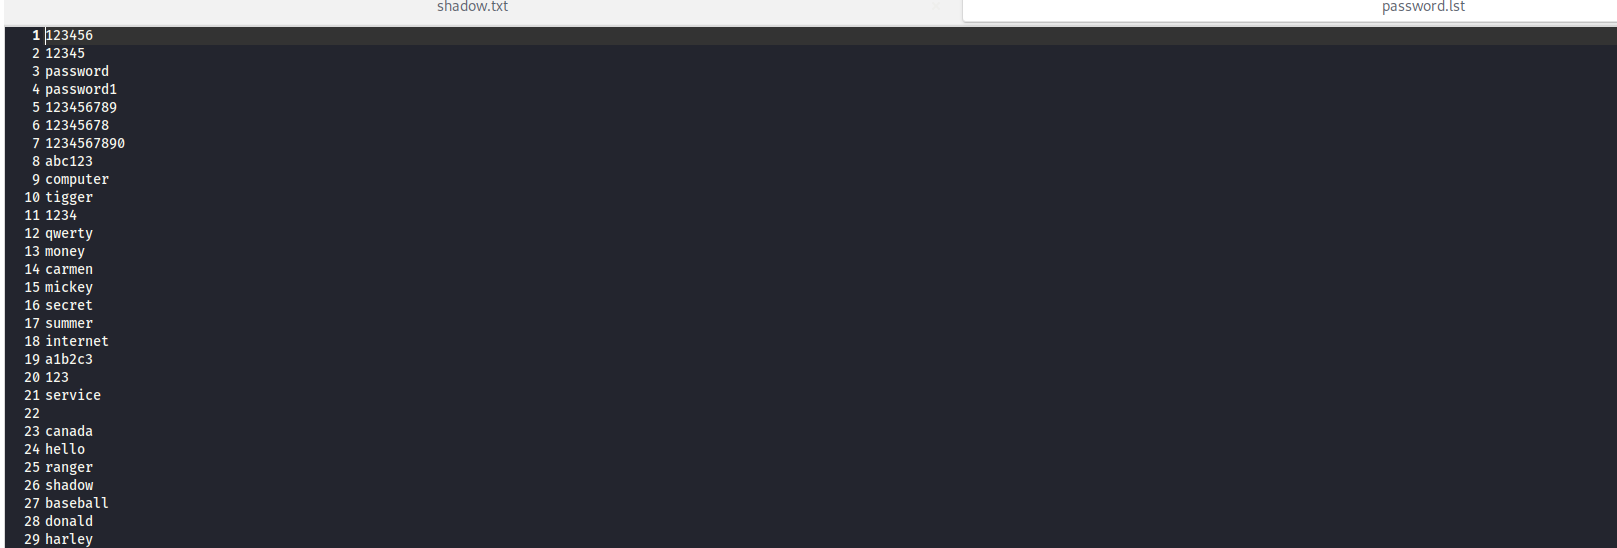 shadow.txt password.lst
1 123456
2 12345
3 password
4 password1
5 123456789
6 12345678
7 1234567890
8 abc123
9 computer
10 tigger
11 1234
12 qwerty
13 money
14 carmen
15 mickey
16 secret
17 summer
18 internet
19 a1b2c3
20 123
21 service
22
23 canada
24 hello
25 ranger
26 shadow
27 baseball
28 donald
29 harley